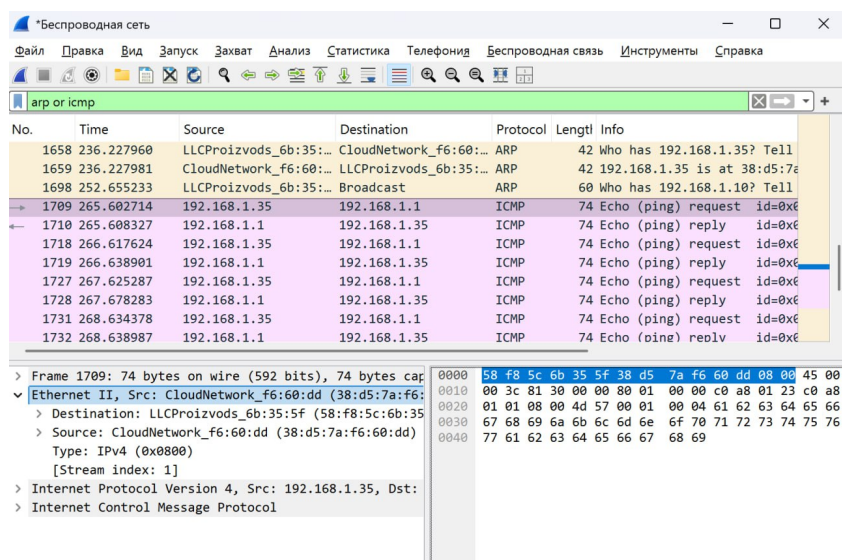 *Беспроводная сеть
Файл Правка Вид Запуск Захват Анализ Статистика Телефония Беспроводная связь Инструменты Справка
arp or icmp
No. Time Source Destination Protocol Lengtl Info
1658 236.227960 LLCProizvods_6b:35:… CloudNetwork_f6:60:… ARP 42 Who has 192.168.1.35? Tell
1659 236.227981 CloudNetwork_f6:60:… LLCProizvods_6b:35:… ARP 42 192.168.1.35 is at 38:d5:7a
1698 252.655233 LLCProizvods_6b:35:… Broadcast ARP 60 Who has 192.168.1.10? Tell
1709 265.602714 192.168.1.35 192.168.1.1 ICMP 74 Echo (ping) request id=0x0
1710 265.608327 192.168.1.1 192.168.1.35 ICMP 74 Echo (ping) reply id=0x0
1718 266.617624 192.168.1.35 192.168.1.1 ICMP 74 Echo (ping) request id=0x0
1719 266.638901 192.168.1.1 192.168.1.35 ICMP 74 Echo (ping) reply id=0x0
1727 267.625287 192.168.1.35 192.168.1.1 ICMP 74 Echo (ping) request id=0x0
1728 267.678283 192.168.1.1 192.168.1.35 ICMP 74 Echo (ping) reply id=0x0
1731 268.634378 192.168.1.35 192.168.1.1 ICMP 74 Echo (ping) request id=0x0
1732 268.638987 192.168.1.1 192.168.1.35 ICMP 74 Echo (ping) reply id=0x0
Frame 1709: 74 bytes on wire (592 bits), 74 bytes cap
Ethernet II, Src: CloudNetwork_f6:60:dd (38:d5:7a:f6:
Destination: LLCProizvods_6b:35:5f (58:f8:5c:6b:35
Source: CloudNetwork_f6:60:dd (38:d5:7a:f6:60:dd)
Type: IPv4 (0x0800)
[Stream index: 1]
Internet Protocol Version 4, Src: 192.168.1.35, Dst:
Internet Control Message Protocol
0000 58 f8 5c 6b 35 5f 38 d5 7a f6 60 dd 08 00 45 00
0010 00 3c 81 30 00 00 80 01 00 00 c0 a8 01 23 c0 a8
0020 01 01 08 00 4d 57 00 01 00 04 61 62 63 64 65 66
0030 67 68 69 6a 6b 6c 6d 6e 6f 70 71 72 73 74 75 76
0040 77 61 62 63 64 65 66 67 68 69